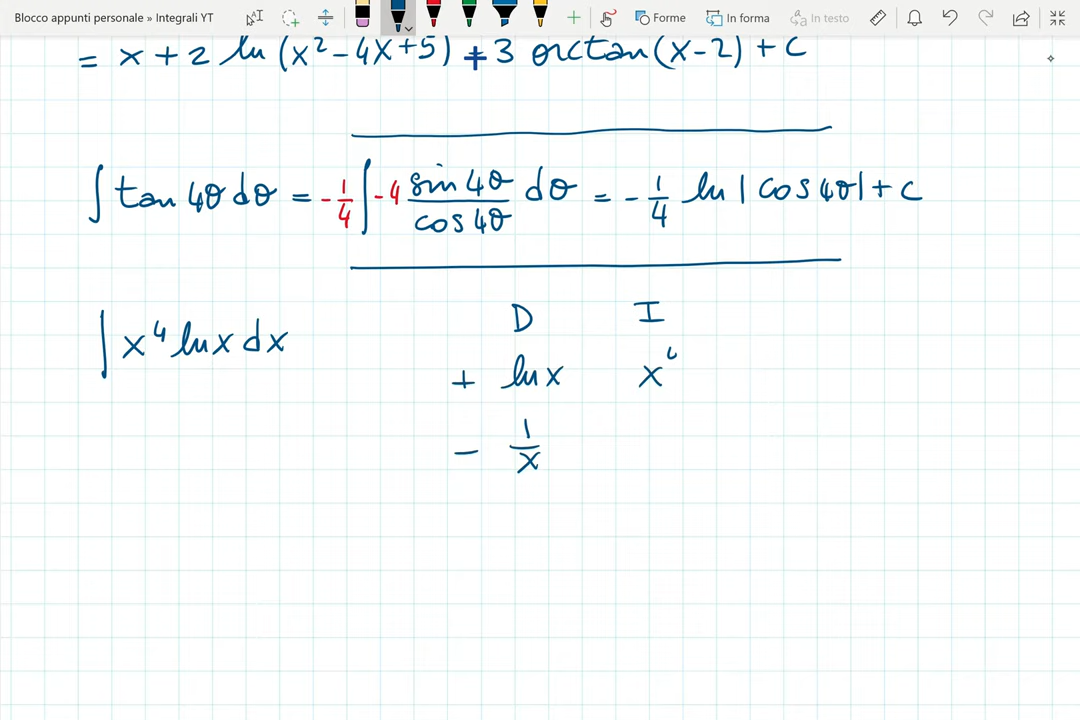 Blocco appunti personale » Integrali YT
Forme In forma In testo
= x + 2 ln (x² - 4x + 5) + 3 arctan(x - 2) + c
∫ tan 4θ dθ = -1/4 ∫ -4 sin 4θ / cos 4θ dθ = -1/4 ln | cos 4θ | + c
∫ x⁴ ln x dx
D I
+ ln x x
- 1/x